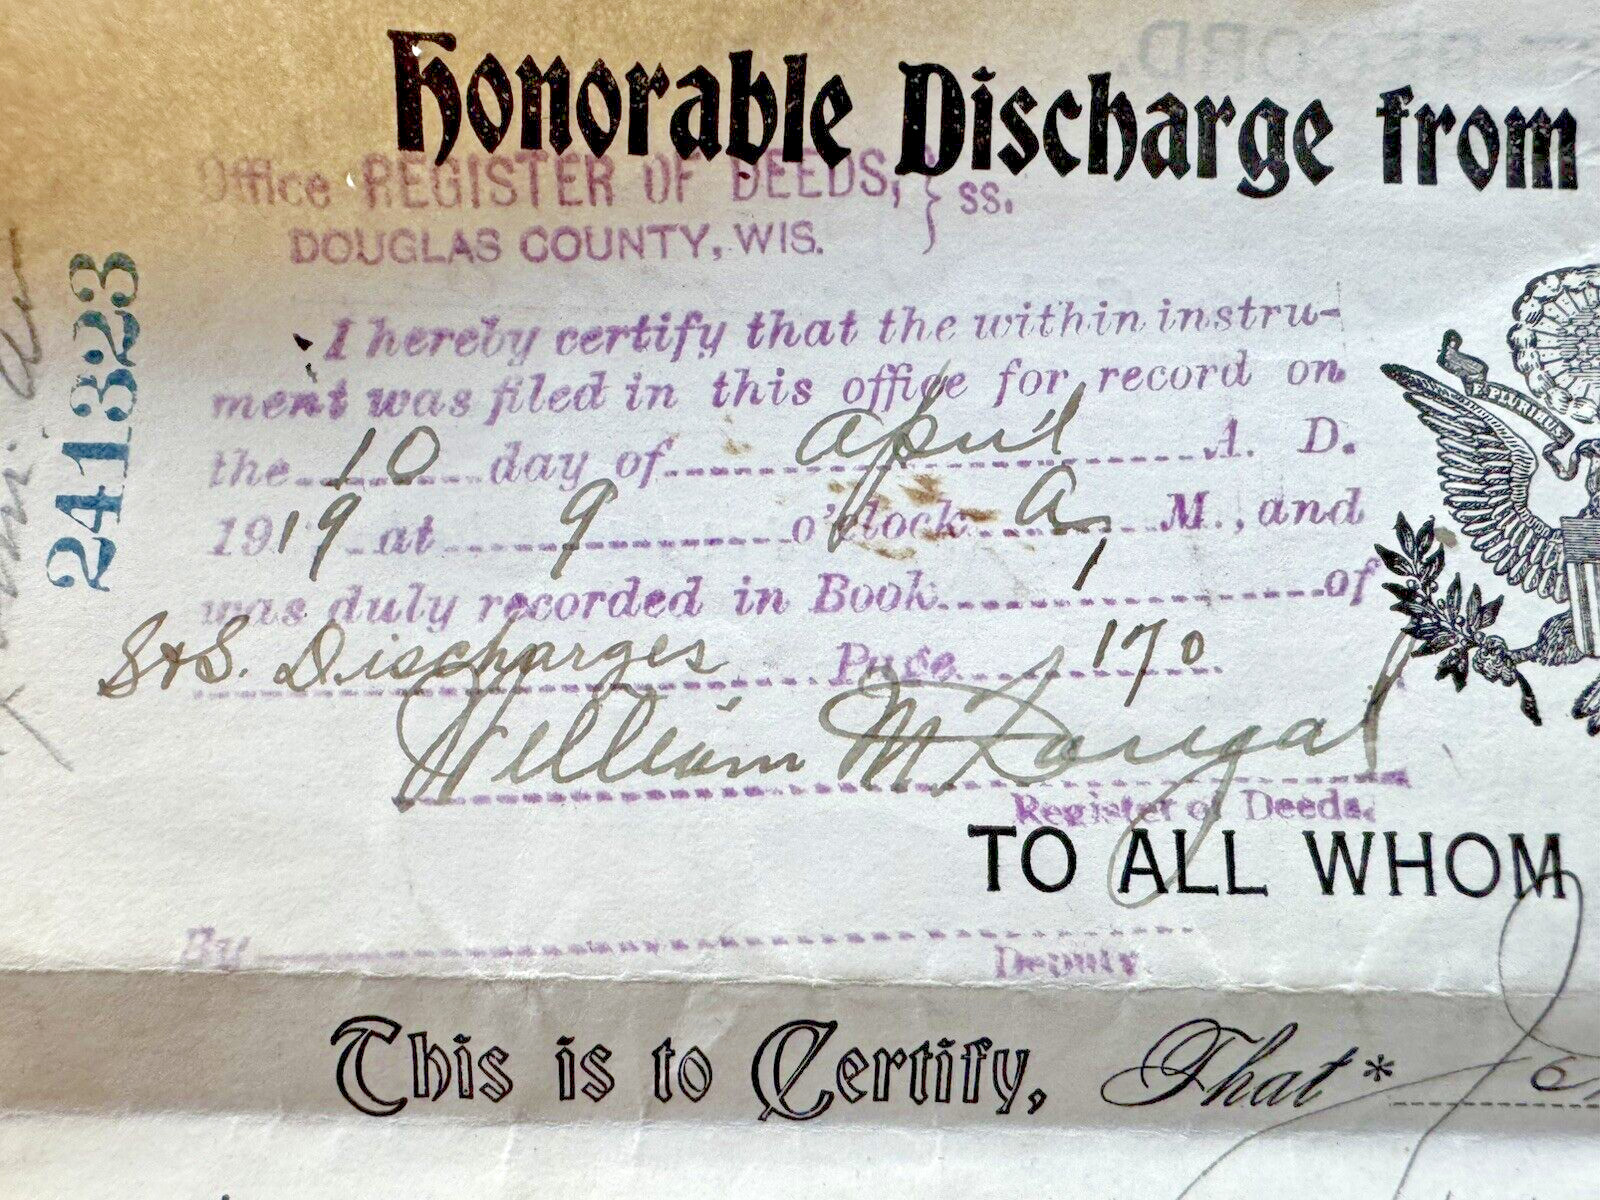 Honorable Discharge from
Office REGISTER OF DEEDS, } ss.
DOUGLAS COUNTY, WIS.
I hereby certify that the within instru-
ment was filed in this office for record on
the 10 day of April A. D.
1919 at 9 o'clock A M., and
was duly recorded in Book 1 of
S & S. Discharges Page 170
William McDougal
Register of Deeds.
TO ALL WHOM
By
Deputy
This is to Certify, That*
241323
E PLURIBUS